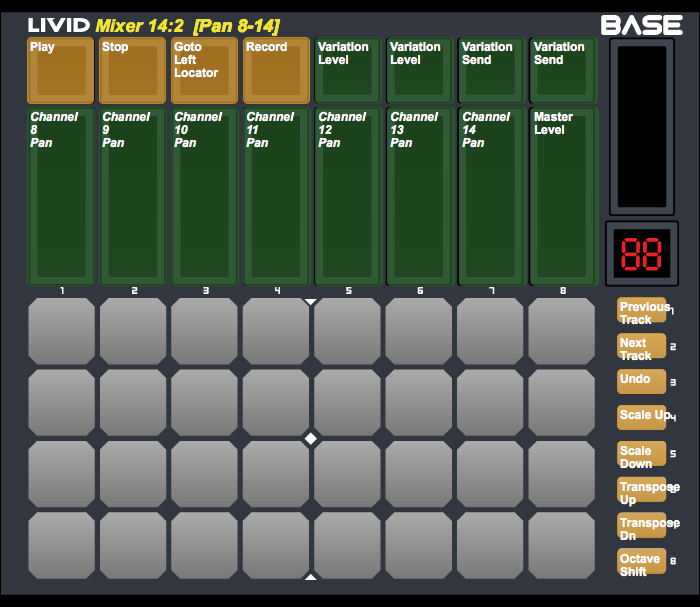 LIVID Mixer 14:2 [Pan 8-14] BASE
Play
Stop
Goto
Left
Locator
Record
Variation
Level
Variation
Level
Variation
Send
Variation
Send
Channel
8
Pan
Channel
9
Pan
Channel
10
Pan
Channel
11
Pan
Channel
12
Pan
Channel
13
Pan
Channel
14
Pan
Master
Level
88
1 2 3 4 5 6 7 8
Previous
Track
1
Next
Track
2
Undo
3
Scale Up
4
Scale
Down
5
Transpose
Up
Transpose
Dn
Octave
Shift
8